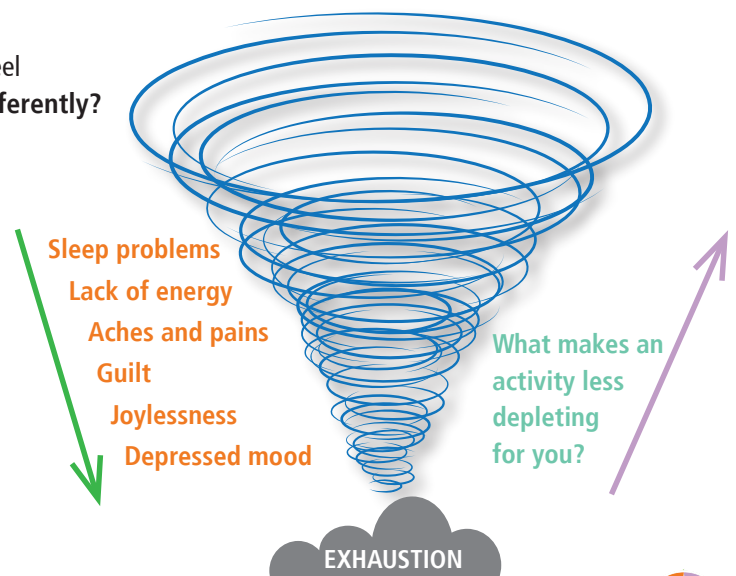 ferently?
Sleep problems
Lack of energy
Aches and pains
Guilt
Joylessness
Depressed mood
What makes an
activity less
depleting
for you?
EXHAUSTION